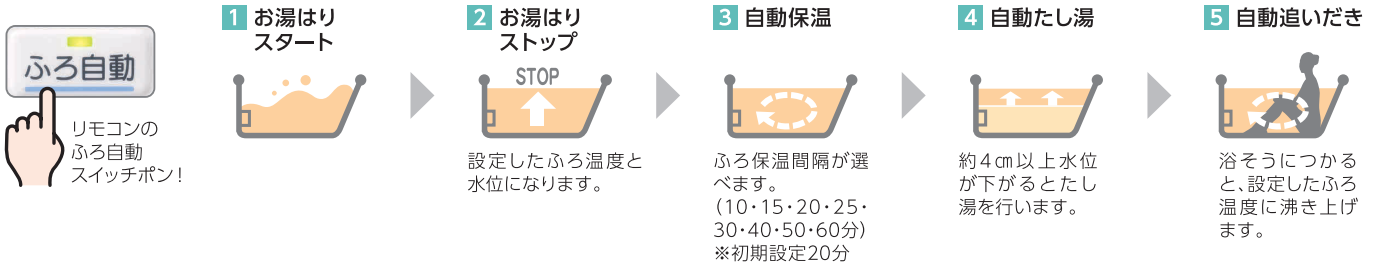 ふろ自動
リモコンの
ふろ自動
スイッチポン!
1 お湯はり
スタート
2 お湯はり
ストップ
STOP
設定したふろ温度と
水位になります。
3 自動保温
ふろ保温間隔が選
べます。
(10・15・20・25・
30・40・50・60分)
※初期設定20分
4 自動たし湯
約4㎝以上水位
が下がるとたし
湯を行います。
5 自動追いだき
浴そうにつかる
と、設定したふろ
温度に沸き上げ
ます。